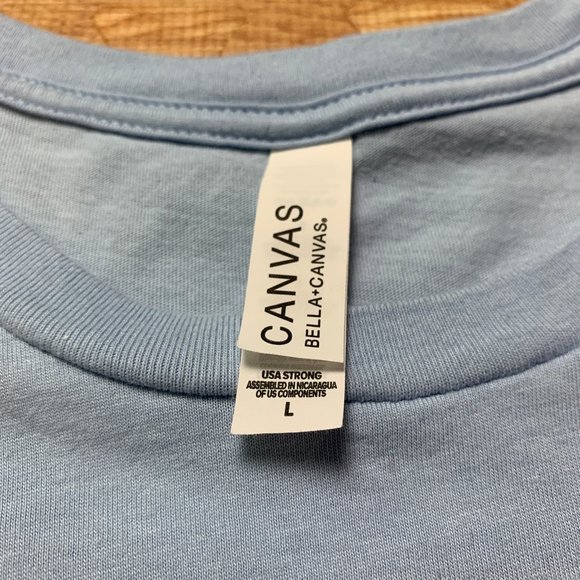 CANVAS
BELLA+CANVAS®
USA STRONG
ASSEMBLED IN NICARAGUA
OF US COMPONENTS
L